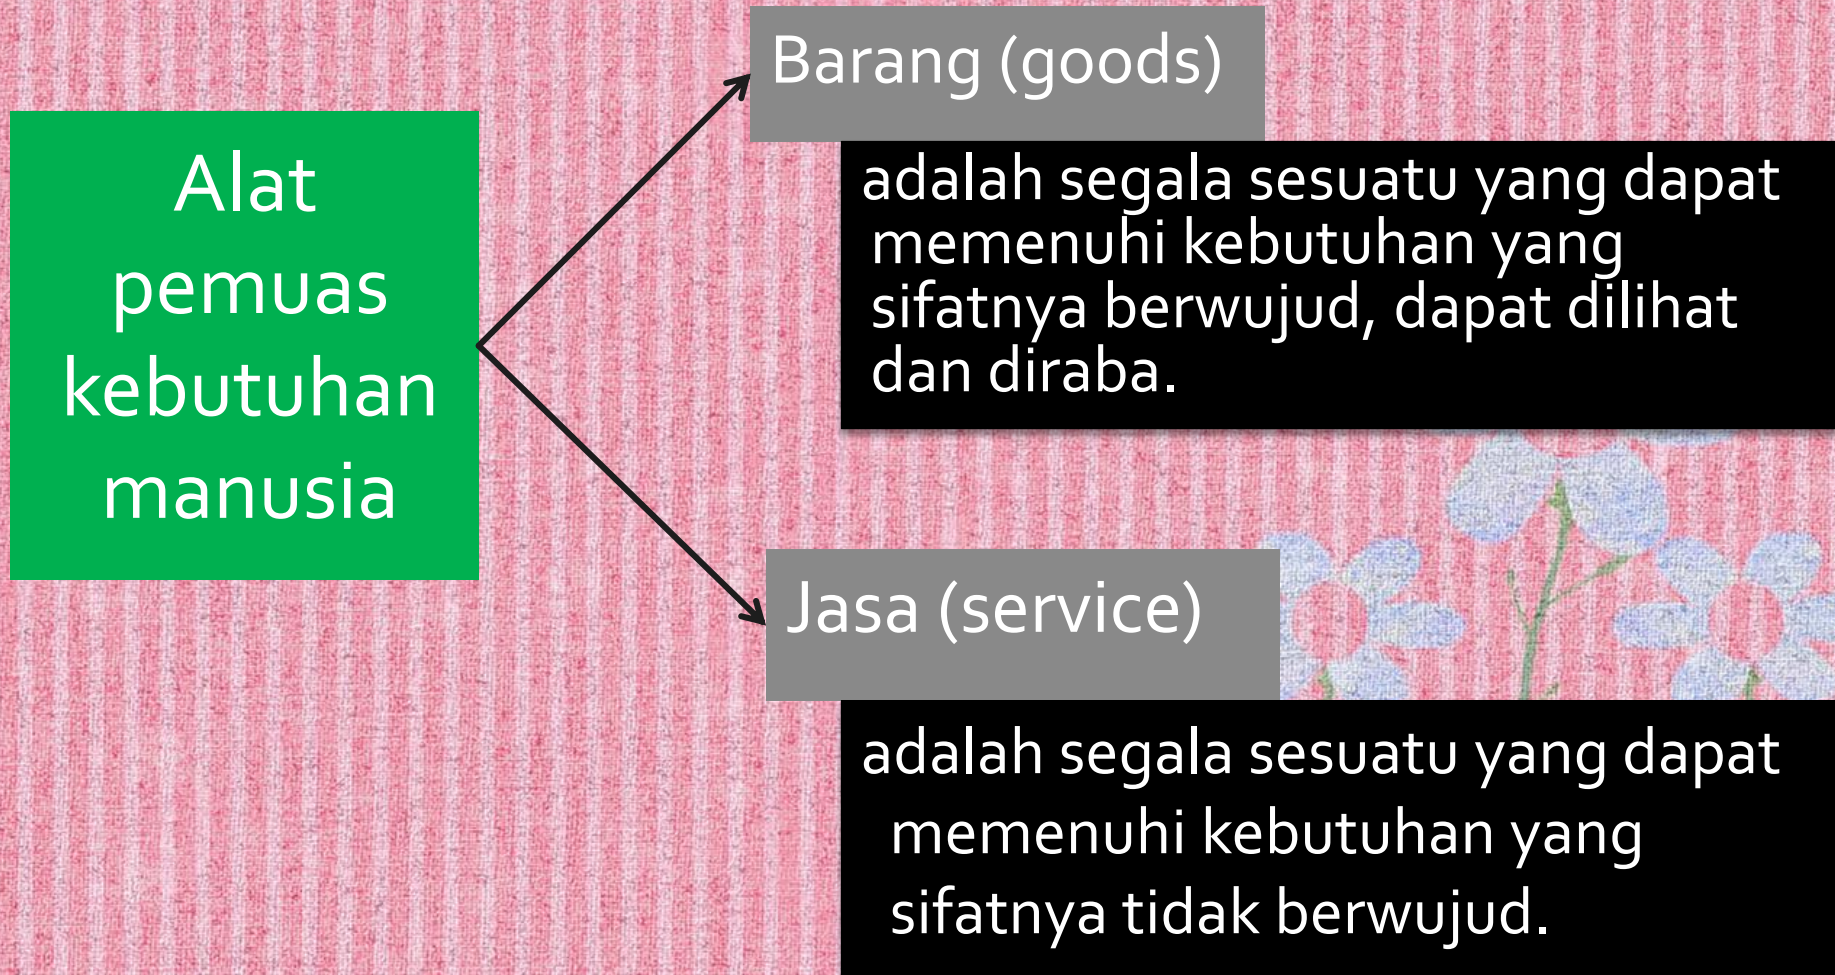 Alat
pemuas
kebutuhan
manusia
Barang (goods)
adalah segala sesuatu yang dapat
memenuhi kebutuhan yang
sifatnya berwujud, dapat dilihat
dan diraba.
Jasa (service)
adalah segala sesuatu yang dapat
memenuhi kebutuhan yang
sifatnya tidak berwujud.